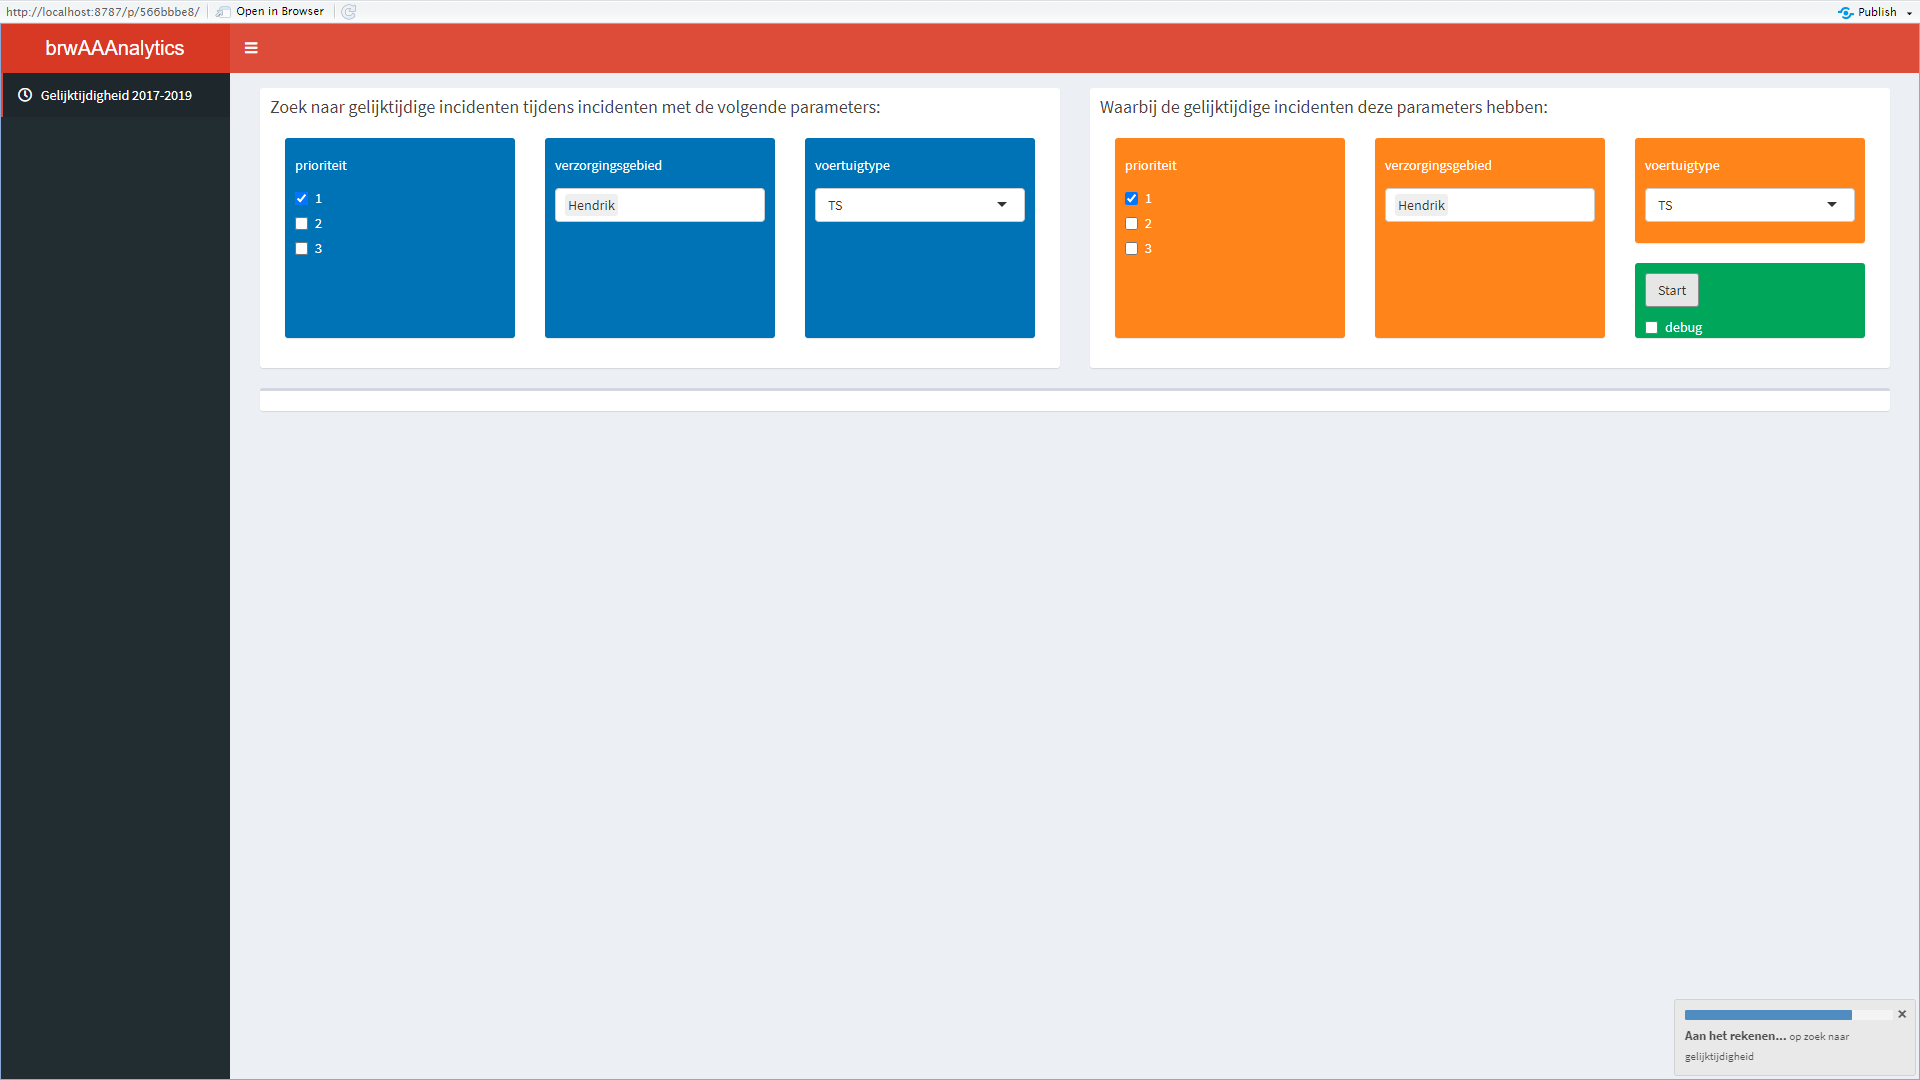 http://localhost:8787/p/566bbbe8/ Open in Browser Publish
brwAAAnalytics
Gelijktijdigheid 2017-2019
Zoek naar gelijktijdige incidenten tijdens incidenten met de volgende parameters:
prioriteit
1
2
3
verzorgingsgebied
Hendrik
voertuigtype
TS
Waarbij de gelijktijdige incidenten deze parameters hebben:
prioriteit
1
2
3
verzorgingsgebied
Hendrik
voertuigtype
TS
Start
debug
Aan het rekenen... op zoek naar
gelijktijdigheid